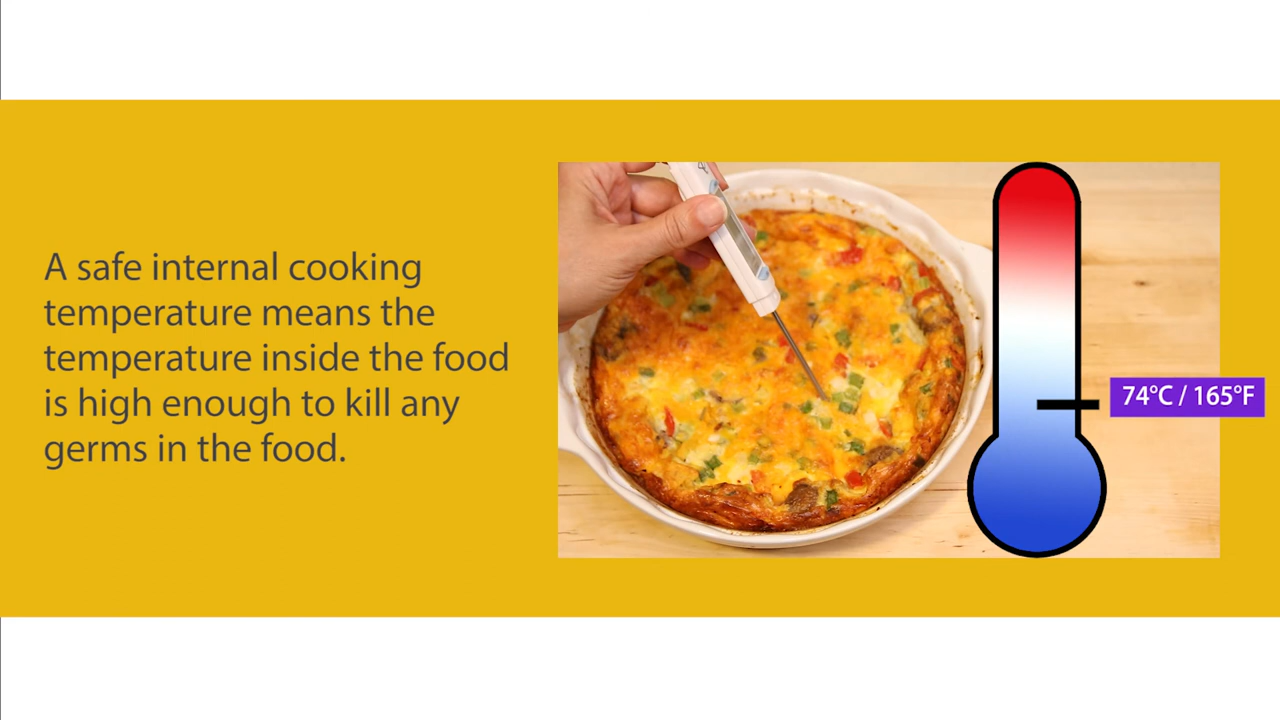 A safe internal cooking
temperature means the
temperature inside the food
is high enough to kill any
germs in the food.
74°C / 165°F